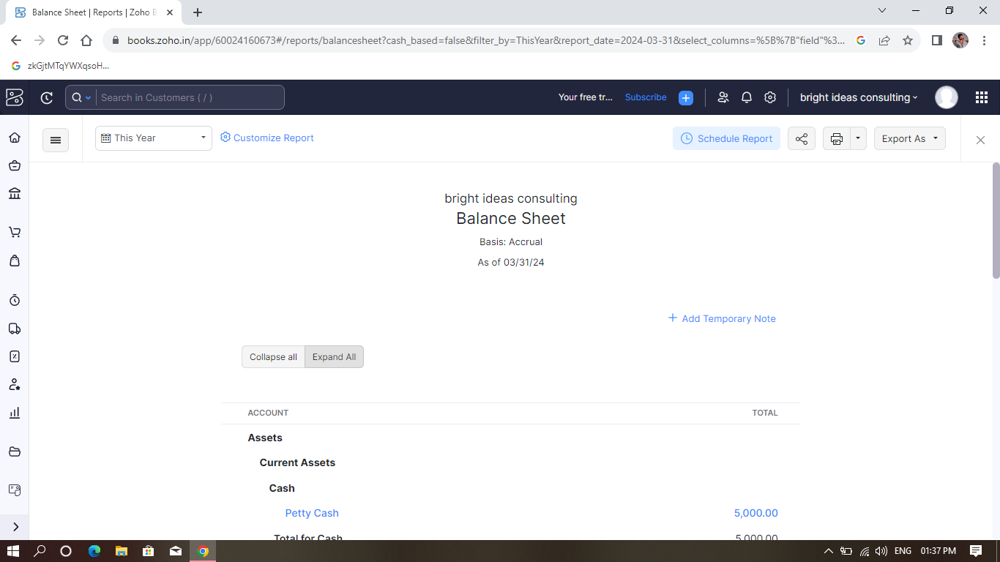 Balance Sheet | Reports | Zoho B
books.zoho.in/app/60024160673#/reports/balancesheet?cash_based=false&filter_by=ThisYear&report_date=2024-03-31&select_columns=%5B%7B"field"%3...
zkGjtMTqYWXqsoH...
Search in Customers ( / )
Your free tr... Subscribe bright ideas consulting
This Year Customize Report Schedule Report Export As
bright ideas consulting
Balance Sheet
Basis: Accrual
As of 03/31/24
+ Add Temporary Note
Collapse all Expand All
ACCOUNT TOTAL
Assets
Current Assets
Cash
Petty Cash 5,000.00
Total for Cash 5,000.00
ENG 01:37 PM